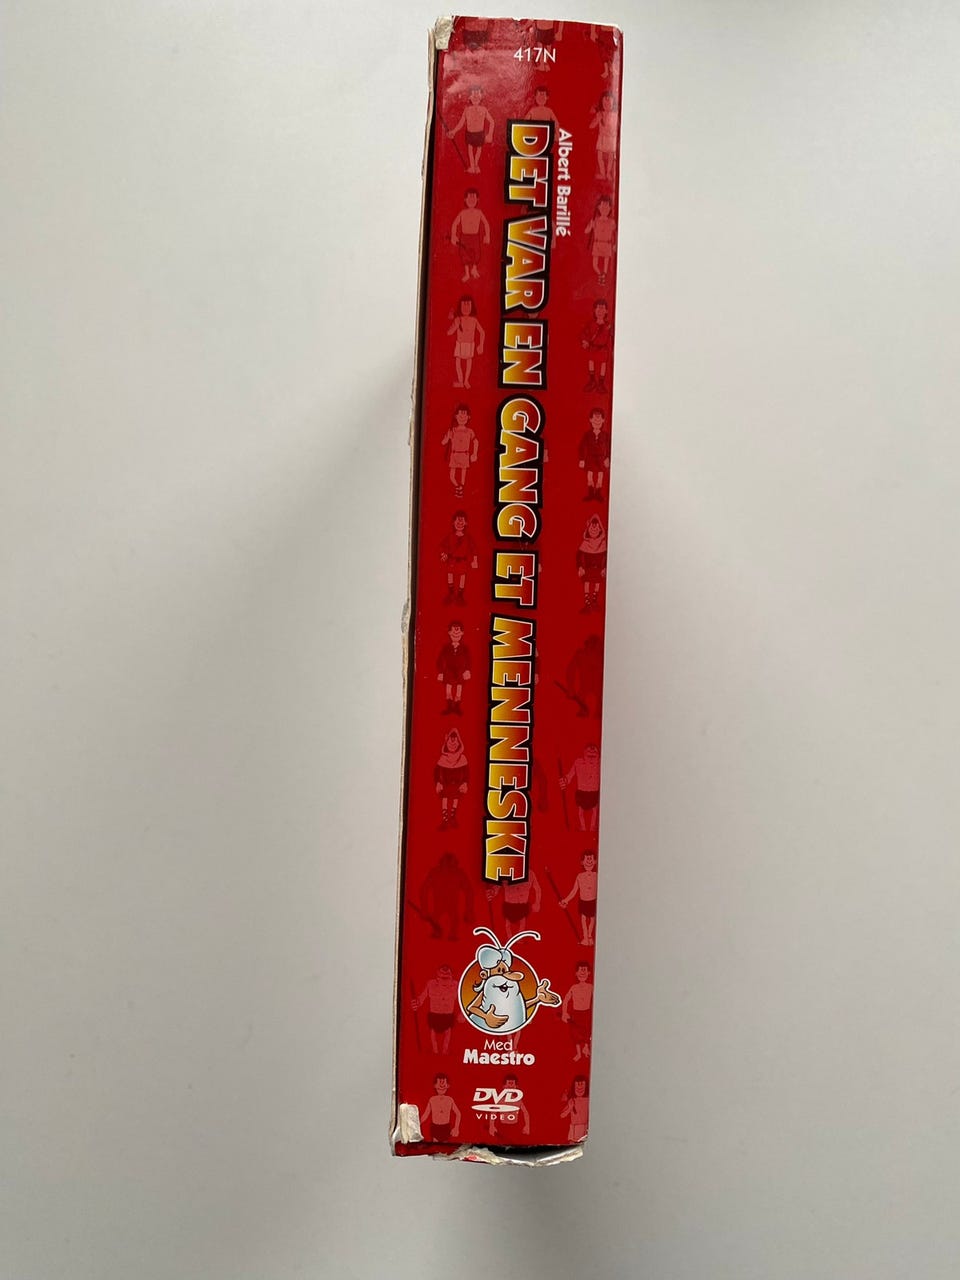 417N
Albert Barillé
DET VAR EN GANG ET MENNESKE
Med
Maestro
DVD
VIDEO